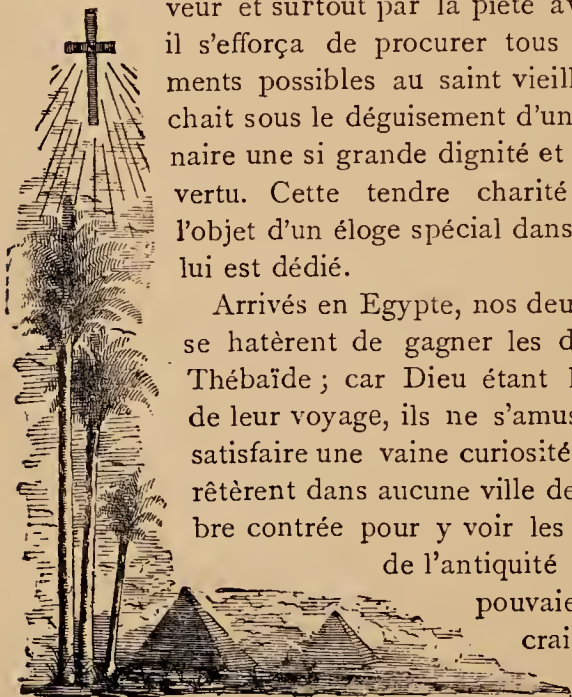 veur et surtout par la piété av
il s'efforça de procurer tous
ments possibles au saint vieill
chait sous le déguisement d'un
naire une si grande dignité et
vertu. Cette tendre charité
l'objet d'un éloge spécial dans
lui est dédié.
Arrivés en Egypte, nos deu
se hatèrent de gagner les d
Thébaïde ; car Dieu étant l
de leur voyage, ils ne s'amus
satisfaire une vaine curiosité
rêtèrent dans aucune ville de
bre contrée pour y voir les
de l'antiquité
pouvaie
crai